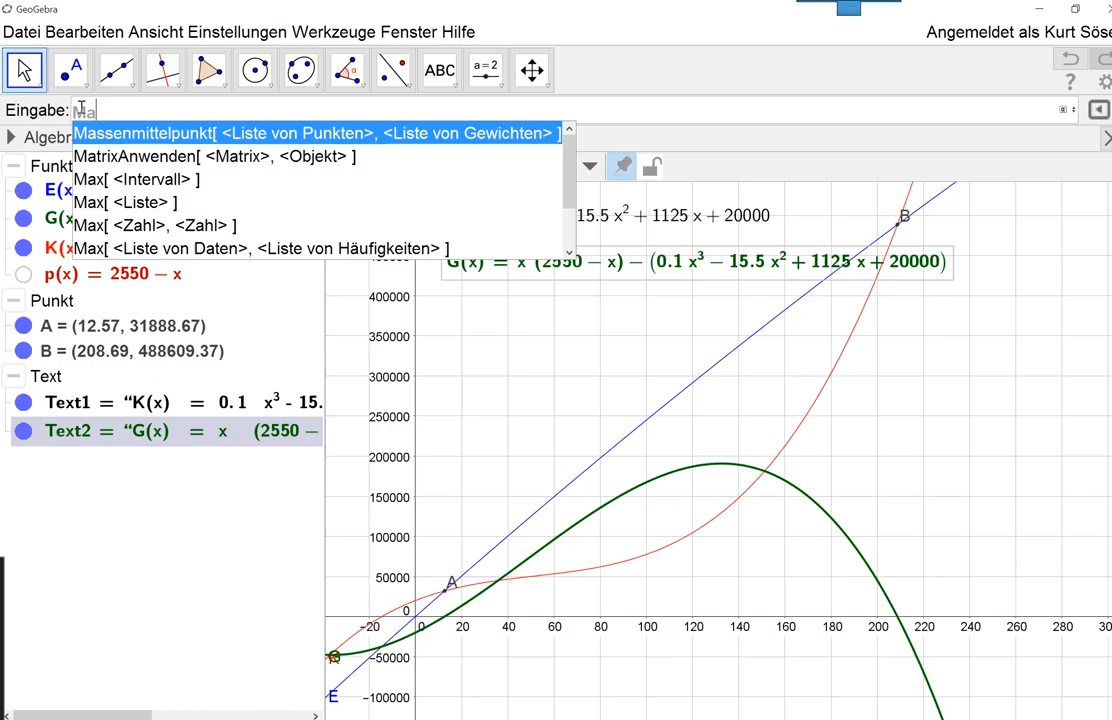 GeoGebra
Datei Bearbeiten Ansicht Einstellungen Werkzeuge Fenster Hilfe
Angemeldet als Kurt Söse
A
ABC
a = 2
?
Eingabe: Ma
Massenmittelpunkt[ <Liste von Punkten>, <Liste von Gewichten> ]
MatrixAnwenden[ <Matrix>, <Objekt> ]
Max[ <Intervall> ]
Max[ <Liste> ]
Max[ <Zahl>, <Zahl> ]
Max[ <Liste von Daten>, <Liste von Häufigkeiten> ]
Algebr
Funkt
E(x
G(x
K(x
p(x) = 2550 − x
Punkt
A = (12.57, 31888.67)
B = (208.69, 488609.37)
Text
Text1 = “K(x) = 0.1 x³ - 15.
Text2 = “G(x) = x (2550 −
15.5 x² + 1125 x + 20000
G(x) = x (2550 − x) − (0.1 x³ − 15.5 x² + 1125 x + 20000)
B
400000
350000
300000
250000
200000
150000
100000
50000
A
0
-20 0 20 40 60 80 100 120 140 160 180 200 220 240 260 280 30
-50000
E
-100000